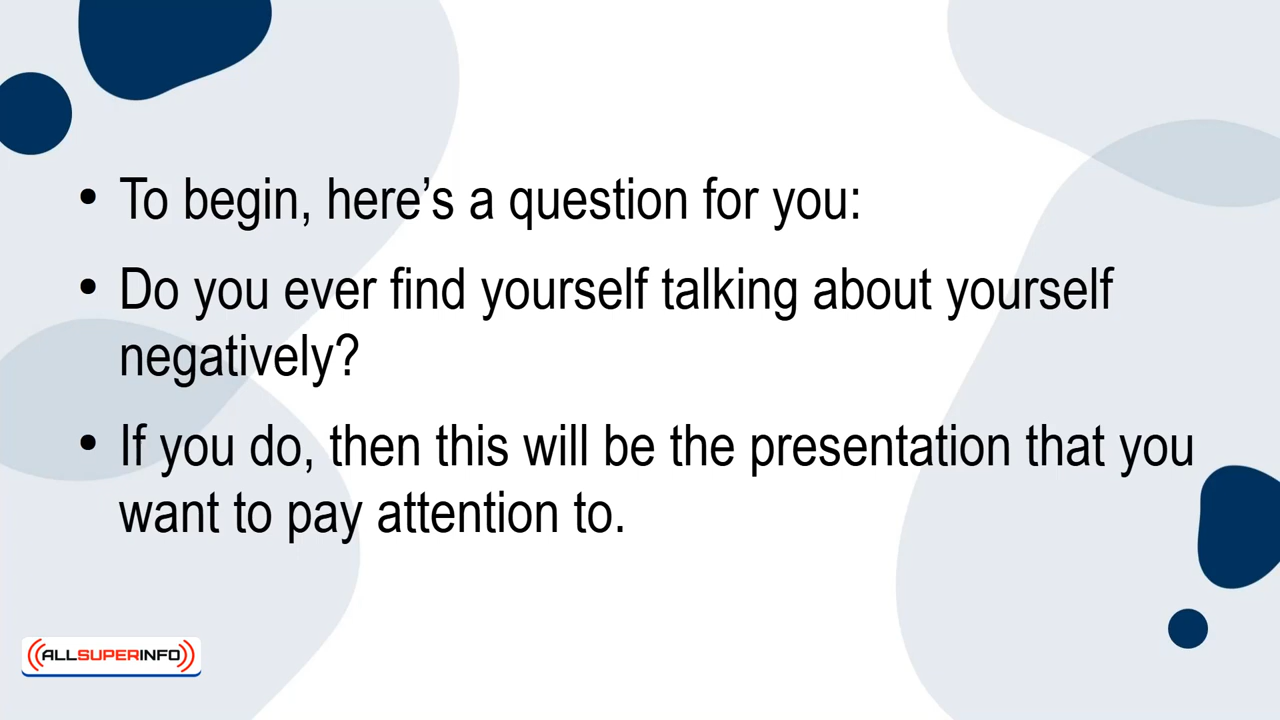 • To begin, here’s a question for you:
• Do you ever find yourself talking about yourself
negatively?
• If you do, then this will be the presentation that you
want to pay attention to.
ALLSUPERINFO